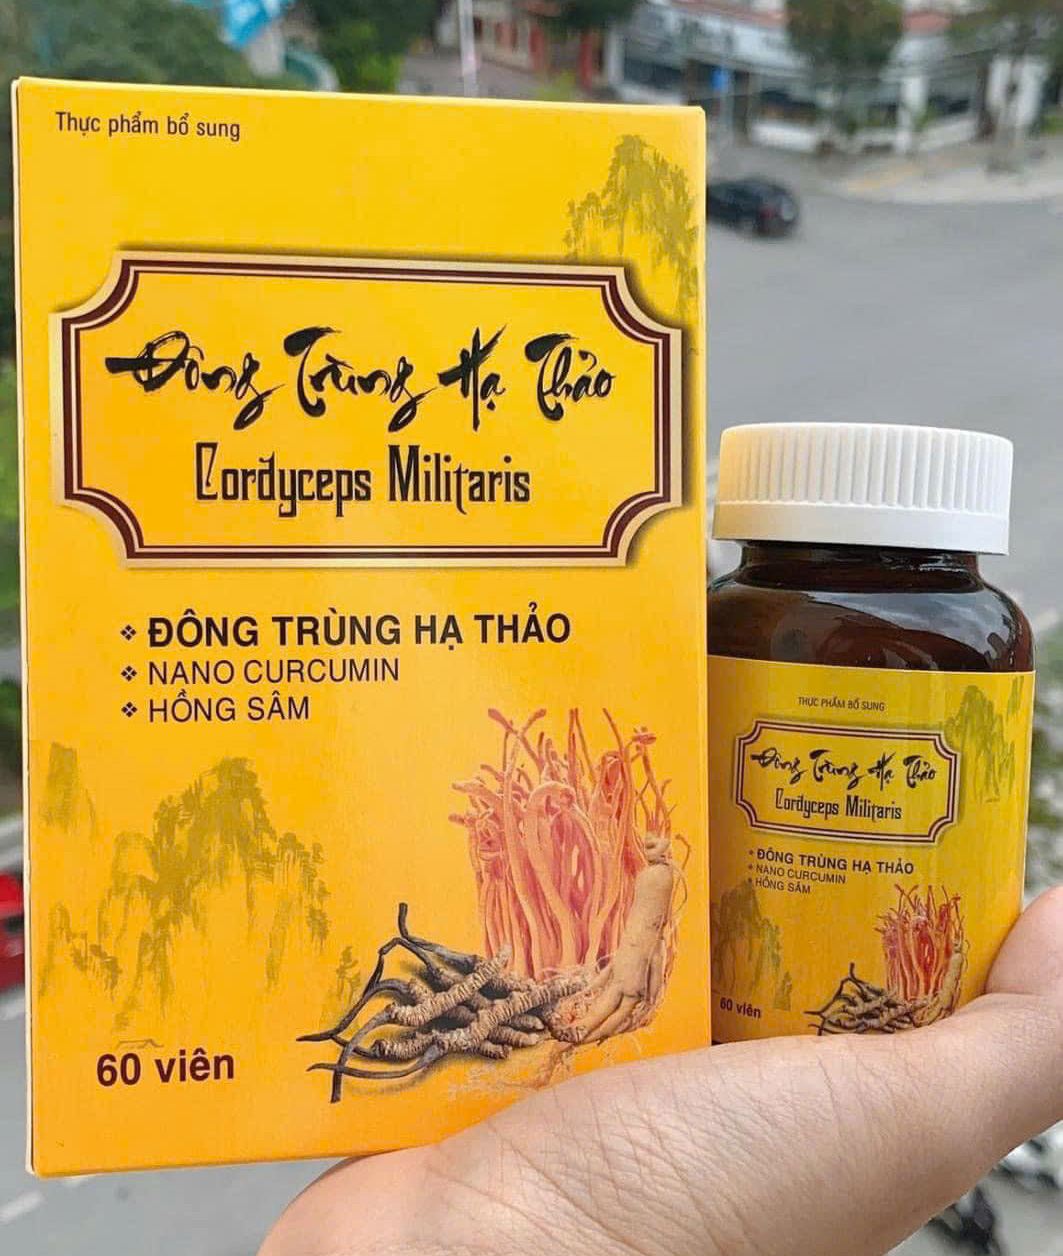 Thực phẩm bổ sung
Đông Trùng Hạ Thảo
Cordyceps Militaris
❖ ĐÔNG TRÙNG HẠ THẢO
❖ NANO CURCUMIN
❖ HỒNG SÂM
60 viên
THỰC PHẨM BỔ SUNG
Đông Trùng Hạ Thảo
Cordyceps Militaris
ĐÔNG TRÙNG HẠ THẢO
NANO CURCUMIN
HỒNG SÂM
60 viên